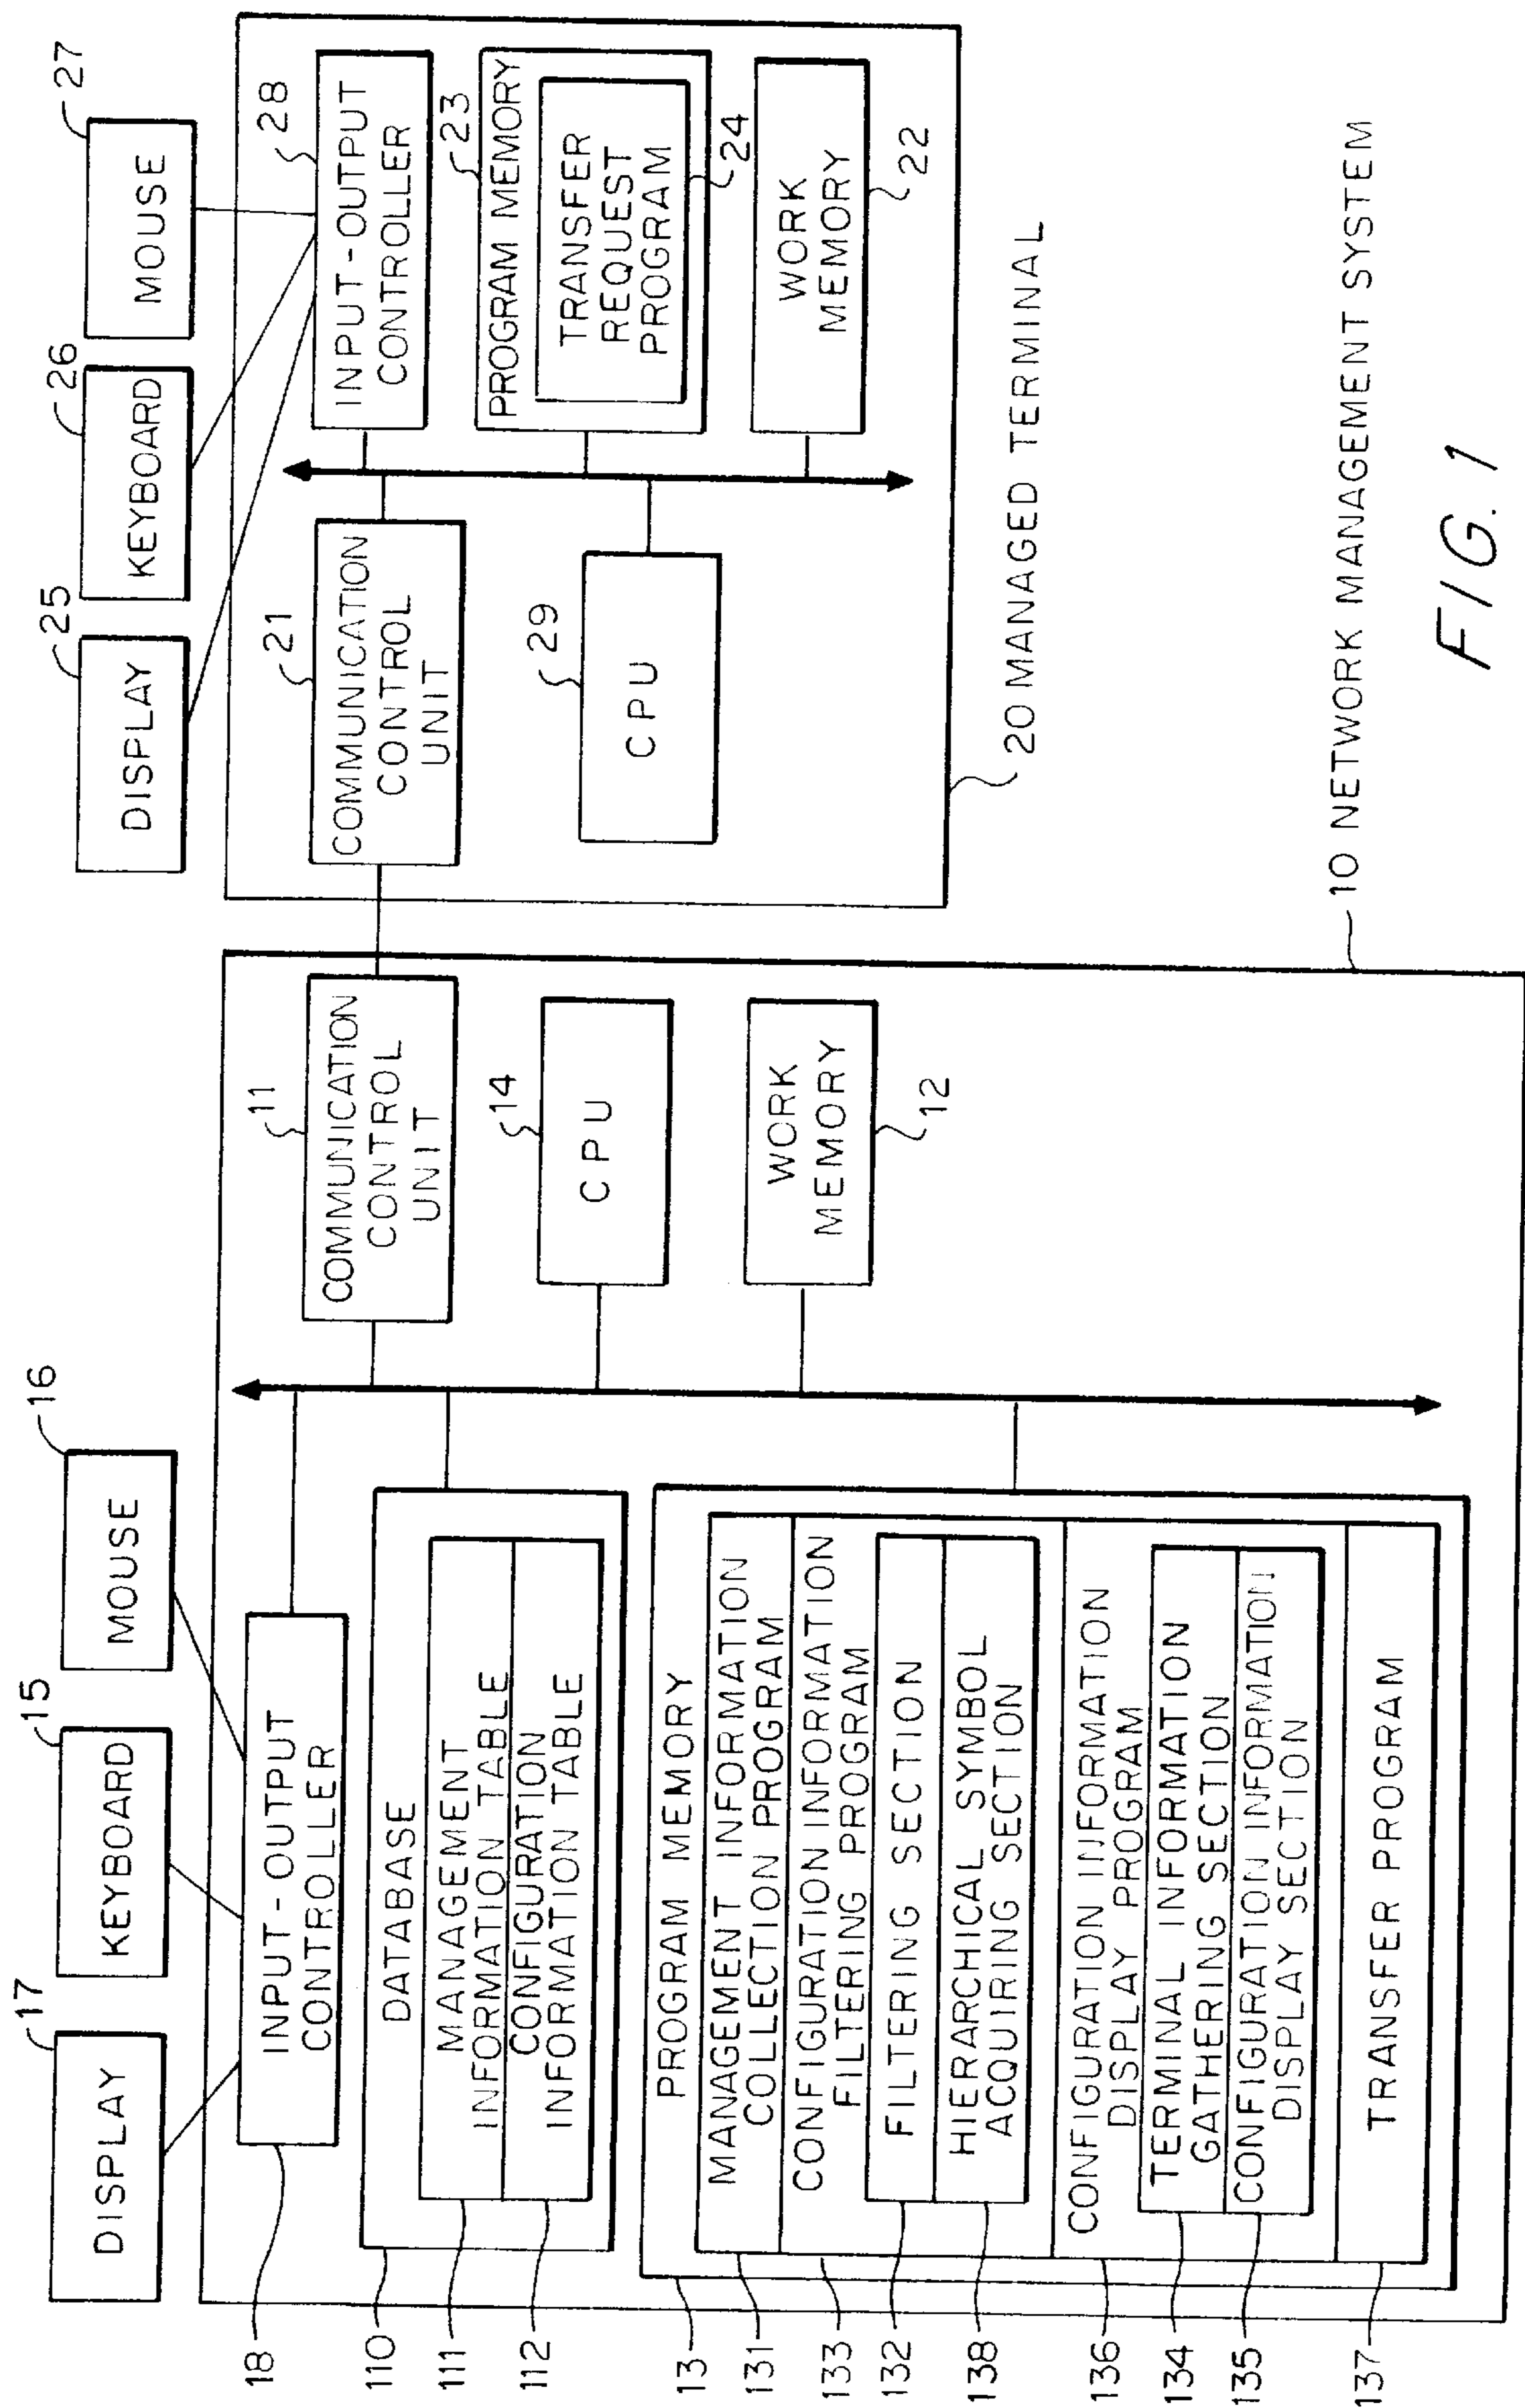 17
DISPLAY
15
KEYBOARD
16
MOUSE
18
INPUT-OUTPUT
CONTROLLER
110
DATABASE
111
MANAGEMENT
INFORMATION TABLE
112
CONFIGURATION
INFORMATION TABLE
13
PROGRAM MEMORY
131
MANAGEMENT INFORMATION
COLLECTION PROGRAM
133
CONFIGURATION INFORMATION
FILTERING PROGRAM
132
FILTERING SECTION
138
HIERARCHICAL SYMBOL
ACQUIRING SECTION
136
CONFIGURATION INFORMATION
DISPLAY PROGRAM
134
TERMINAL INFORMATION
GATHERING SECTION
135
CONFIGURATION INFORMATION
DISPLAY SECTION
137
TRANSFER PROGRAM
11
COMMUNICATION
CONTROL
UNIT
14
CPU
WORK
MEMORY
12
10 NETWORK MANAGEMENT SYSTEM
25
DISPLAY
26
KEYBOARD
27
MOUSE
21
COMMUNICATION
CONTROL
UNIT
29
CPU
28
INPUT-OUTPUT
CONTROLLER
23
PROGRAM MEMORY
TRANSFER
REQUEST
PROGRAM
24
WORK
MEMORY
22
20 MANAGED TERMINAL
FIG. 1